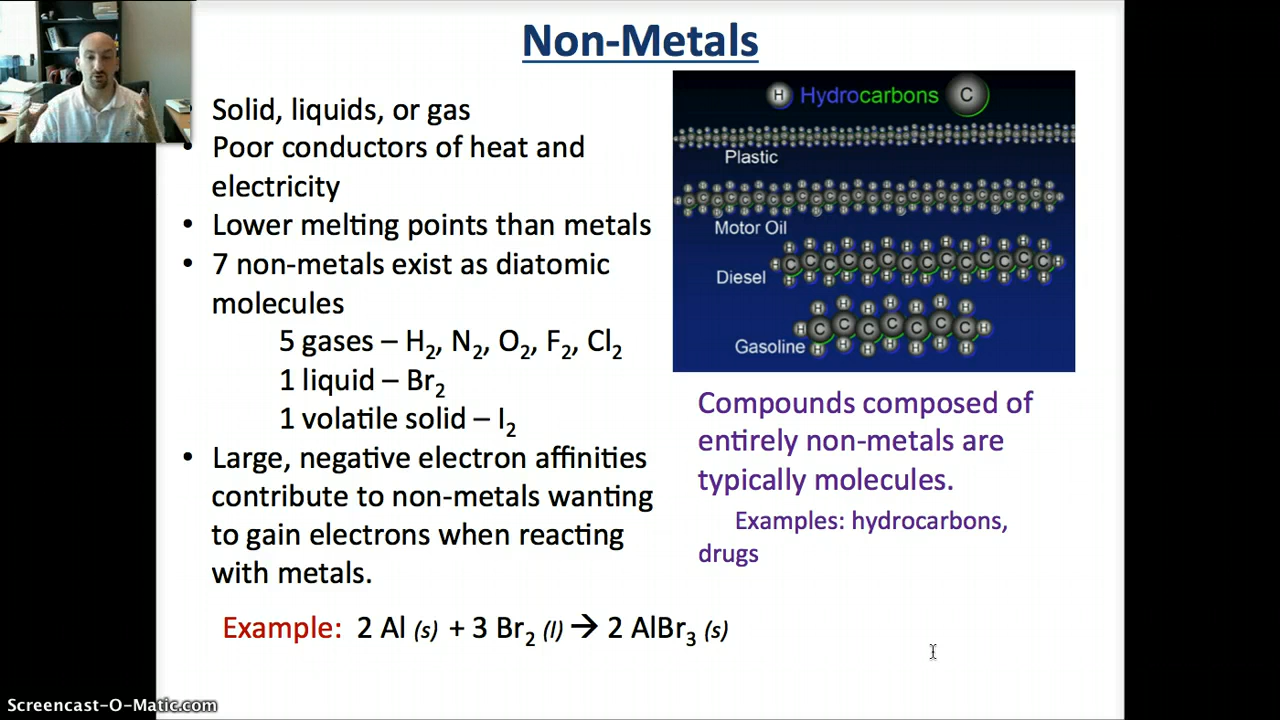 Non-Metals
Solid, liquids, or gas
• Poor conductors of heat and
electricity
• Lower melting points than metals
• 7 non-metals exist as diatomic
molecules
5 gases – H₂, N₂, O₂, F₂, Cl₂
1 liquid – Br₂
1 volatile solid – I₂
• Large, negative electron affinities
contribute to non-metals wanting
to gain electrons when reacting
with metals.
Example: 2 Al (s) + 3 Br₂ (l) → 2 AlBr₃ (s)
H Hydrocarbons C
Plastic
Motor Oil
Diesel
Gasoline
Compounds composed of
entirely non-metals are
typically molecules.
Examples: hydrocarbons,
drugs
Screencast-O-Matic.com